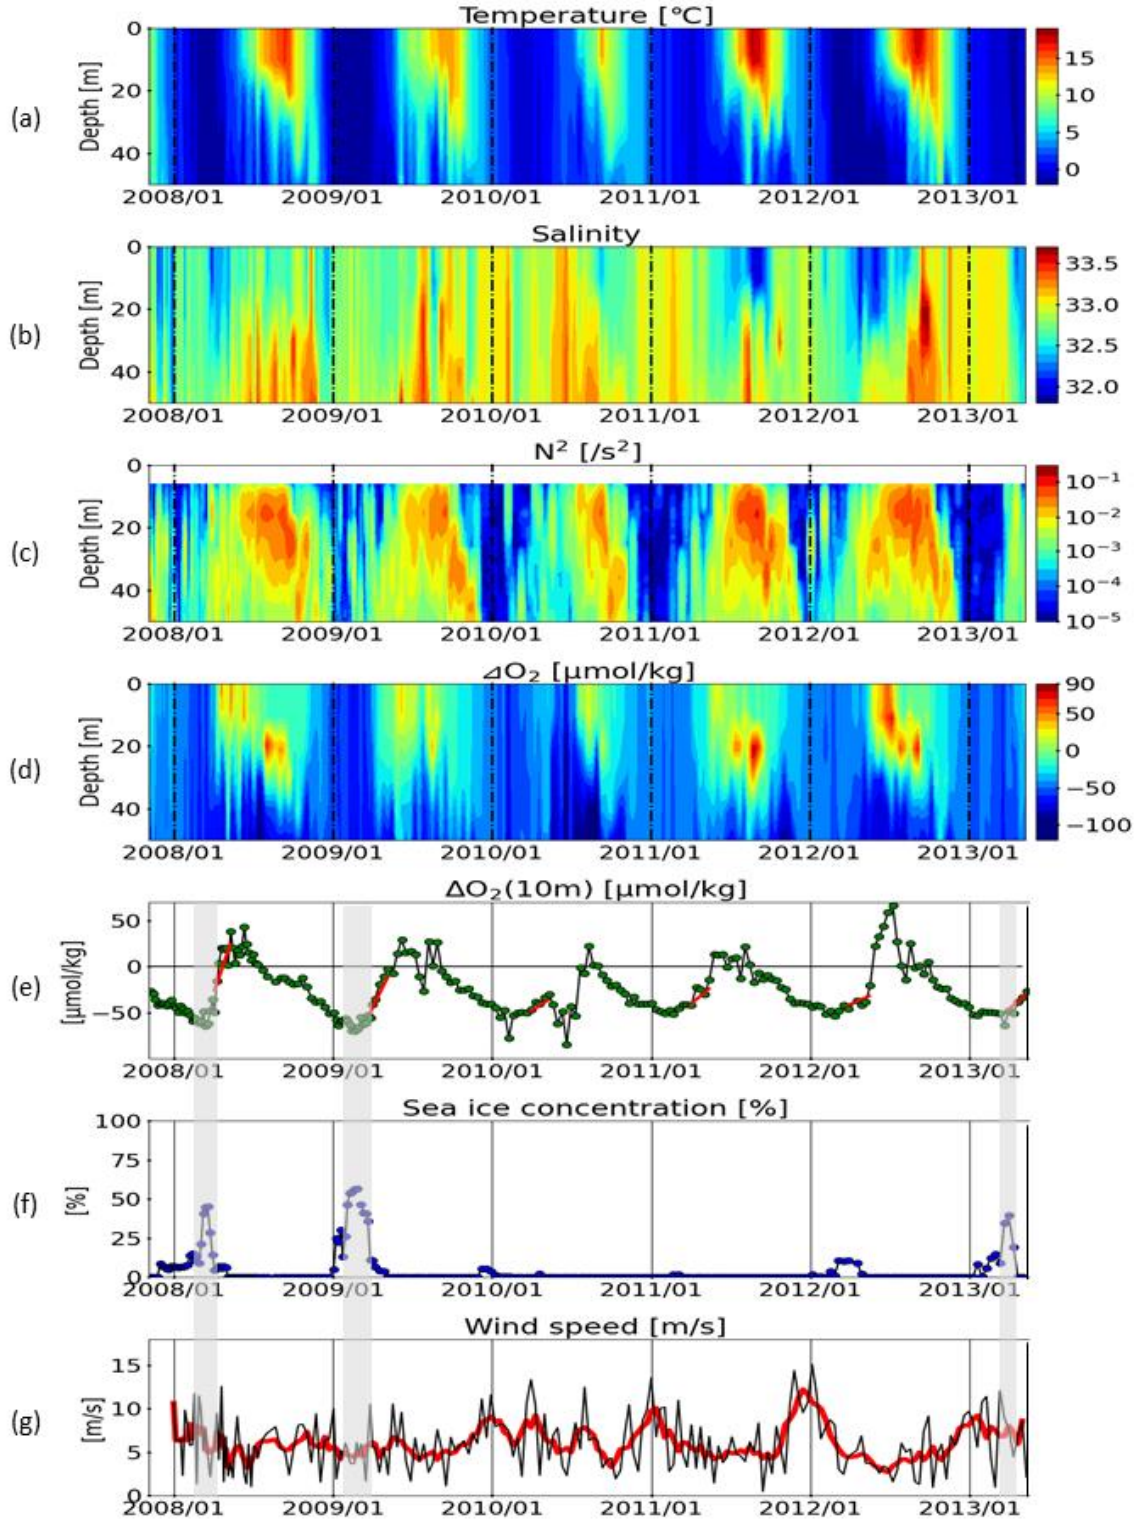 Temperature [°C]
(a)
Depth [m]
0
20
40
15
10
5
0
2008/01 2009/01 2010/01 2011/01 2012/01 2013/01
Salinity
(b)
Depth [m]
0
20
40
33.5
33.0
32.5
32.0
2008/01 2009/01 2010/01 2011/01 2012/01 2013/01
N² [/s²]
(c)
Depth [m]
0
20
40
10⁻¹
10⁻²
10⁻³
10⁻⁴
10⁻⁵
2008/01 2009/01 2010/01 2011/01 2012/01 2013/01
⊿O₂ [μmol/kg]
(d)
Depth [m]
0
20
40
90
50
0
−50
−100
2008/01 2009/01 2010/01 2011/01 2012/01 2013/01
ΔO₂(10m) [μmol/kg]
(e)
[μmol/kg]
50
0
−50
2008/01 2009/01 2010/01 2011/01 2012/01 2013/01
Sea ice concentration [%]
(f)
[%]
100
75
50
25
0
2008/01 2009/01 2010/01 2011/01 2012/01 2013/01
Wind speed [m/s]
(g)
[m/s]
15
10
5
0
2008/01 2009/01 2010/01 2011/01 2012/01 2013/01